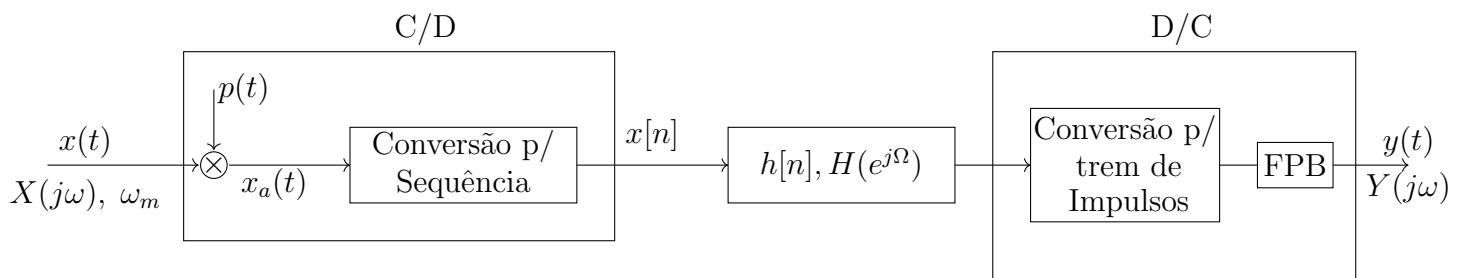 C/D
D/C
p(t)
x(t)
X(jω), ω_m
x_a(t)
Conversão p/
Sequência
x[n]
h[n], H(e^{jΩ})
Conversão p/
trem de
Impulsos
FPB
y(t)
Y(jω)